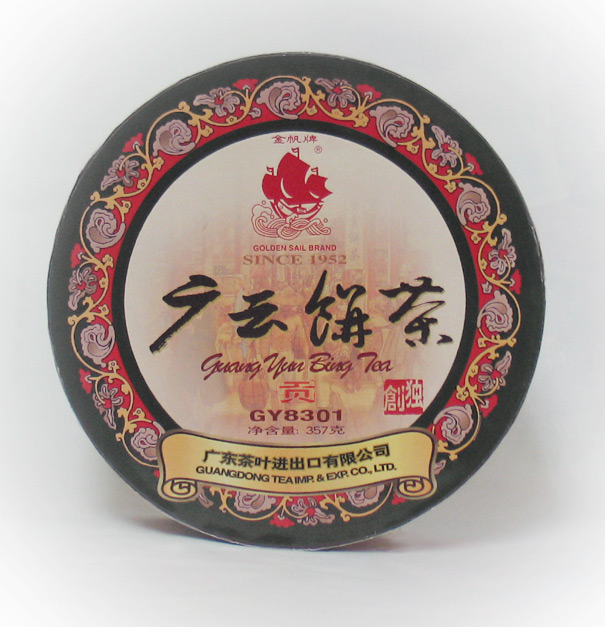 金帆牌
®
GOLDEN SAIL BRAND
SINCE 1952
广云饼茶
Guang Yun Bing Tea
贡
GY8301
創独
净含量: 357克
广东茶叶进出口有限公司
GUANGDONG TEA IMP. & EXP. CO., LTD.